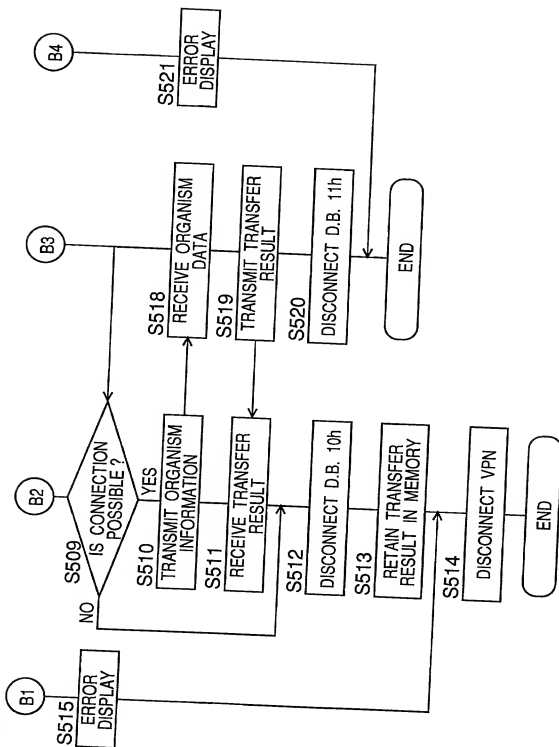 B1
S515
ERROR
DISPLAY
B2
S509
IS CONNECTION
POSSIBLE ?
NO
YES
S510
TRANSMIT ORGANISM
INFORMATION
S511
RECEIVE TRANSFER
RESULT
S512
DISCONNECT D.B. 10h
S513
RETAIN TRANSFER
RESULT IN MEMORY
S514
DISCONNECT VPN
END
B3
S518
RECEIVE ORGANISM
DATA
S519
TRANSMIT TRANSFER
RESULT
S520
DISCONNECT D.B. 11h
END
B4
S521
ERROR
DISPLAY